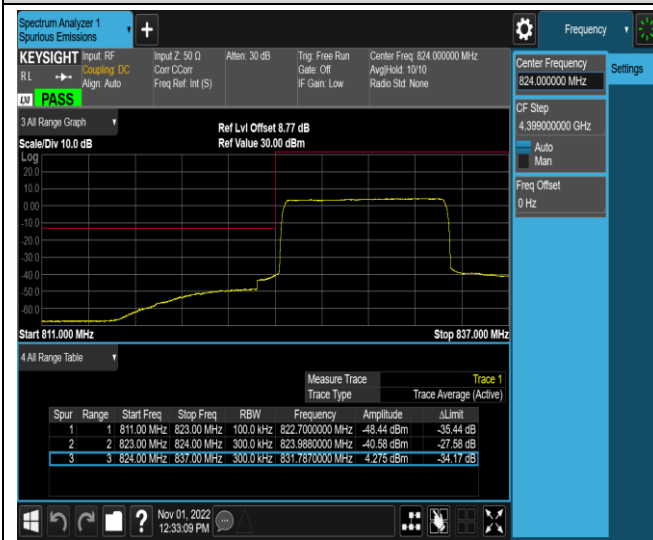 Spectrum Analyzer 1
Spurious Emissions
+
Frequency
KEYSIGHT
R L
LXI PASS
Input: RF
Coupling: DC
Align: Auto
Input Z: 50 Ω
Corr CCorr
Freq Ref: Int (S)
Atten: 30 dB
Trig: Free Run
Gate: Off
IF Gain: Low
Center Freq: 824.000000 MHz
Avg|Hold: 10/10
Radio Std: None
Center Frequency
824.000000 MHz
Settings
CF Step
4.399000000 GHz
Auto
Man
Freq Offset
0 Hz
3 All Range Graph
Scale/Div 10.0 dB
Ref Lvl Offset 8.77 dB
Ref Value 30.00 dBm
Log
20.0
10.0
0.00
-10.0
-20.0
-30.0
-40.0
-50.0
-60.0
Start 811.000 MHz
Stop 837.000 MHz
4 All Range Table
Measure Trace Trace 1
Trace Type Trace Average (Active)
Spur Range Start Freq Stop Freq RBW Frequency Amplitude ΔLimit
1 1 811.00 MHz 823.00 MHz 100.0 kHz 822.7000000 MHz -48.44 dBm -35.44 dB
2 2 823.00 MHz 824.00 MHz 300.0 kHz 823.9880000 MHz -40.58 dBm -27.58 dB
3 3 824.00 MHz 837.00 MHz 300.0 kHz 831.7870000 MHz 4.275 dBm -34.17 dB
?
Nov 01, 2022
12:33:09 PM